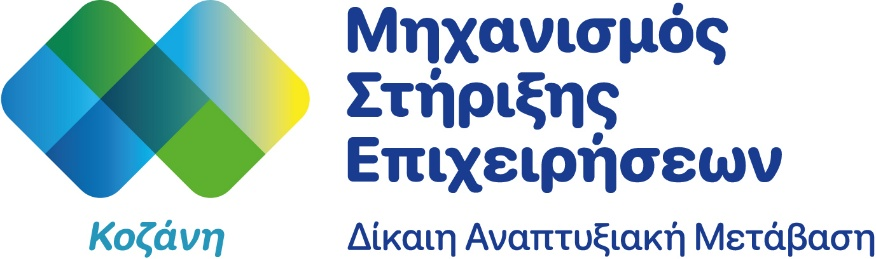 Μηχανισμός
Στήριξης
Επιχειρήσεων
Κοζάνη
Δίκαιη Αναπτυξιακή Μετάβαση